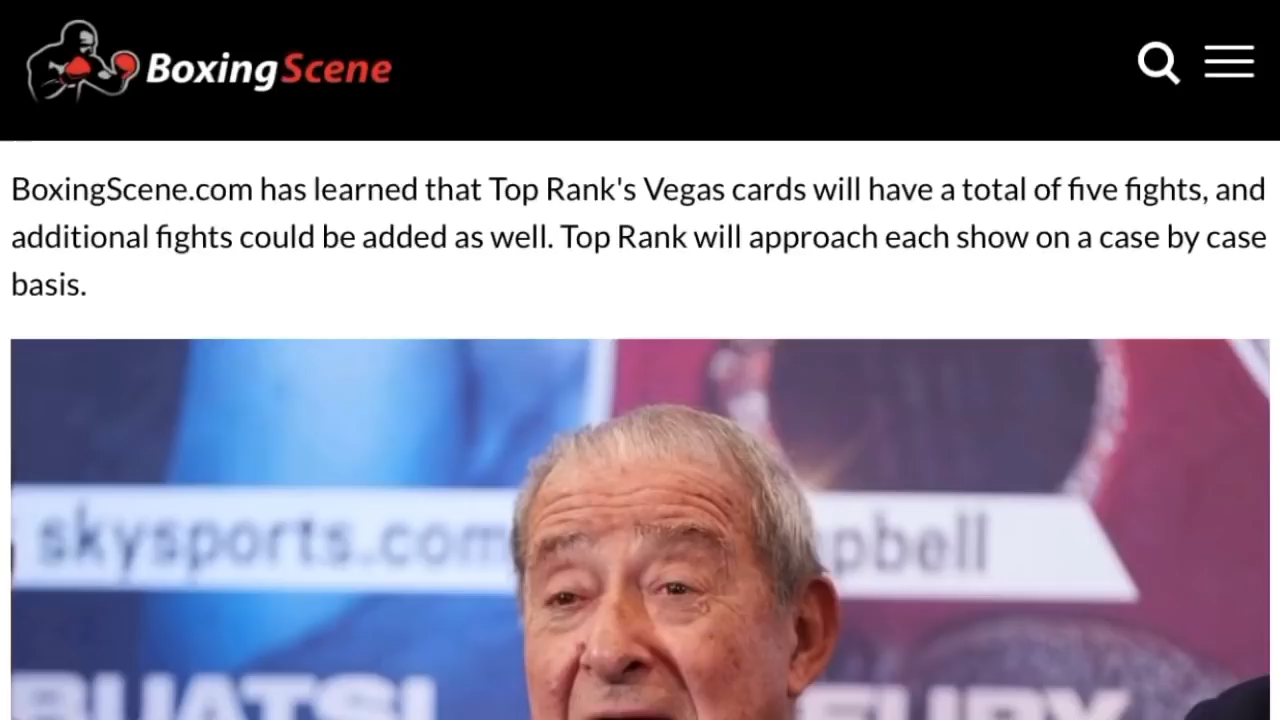 BoxingScene
BoxingScene.com has learned that Top Rank's Vegas cards will have a total of five fights, and
additional fights could be added as well. Top Rank will approach each show on a case by case
basis.
skysports.com
pbell
BUATSI
FURY